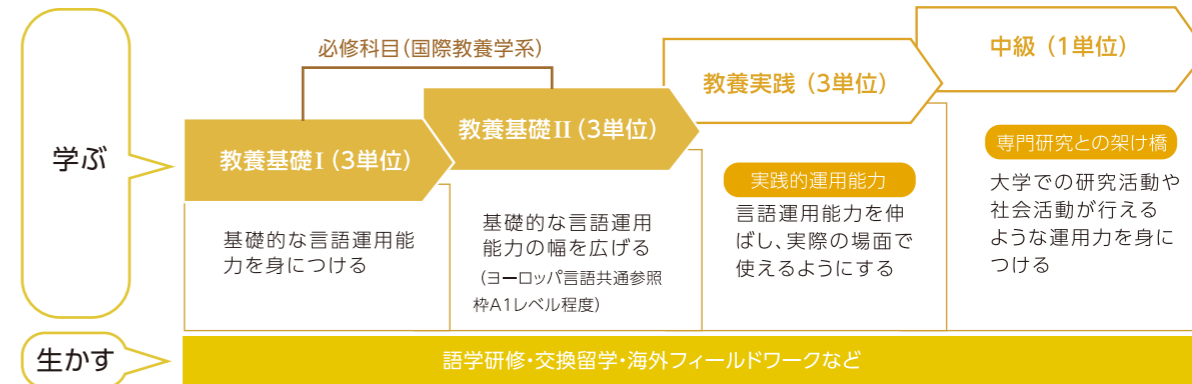 学ぶ
必修科目(国際教養学系)
教養基礎Ⅰ(3単位)
基礎的な言語運用能
力を身につける
教養基礎Ⅱ(3単位)
基礎的な言語運用
能力の幅を広げる
(ヨーロッパ言語共通参照
枠A1レベル程度)
教養実践(3単位)
実践的運用能力
言語運用能力を伸
ばし、実際の場面で
使えるようにする
中級(1単位)
専門研究との架け橋
大学での研究活動や
社会活動が行える
ような運用力を身に
つける
生かす
語学研修・交換留学・海外フィールドワークなど